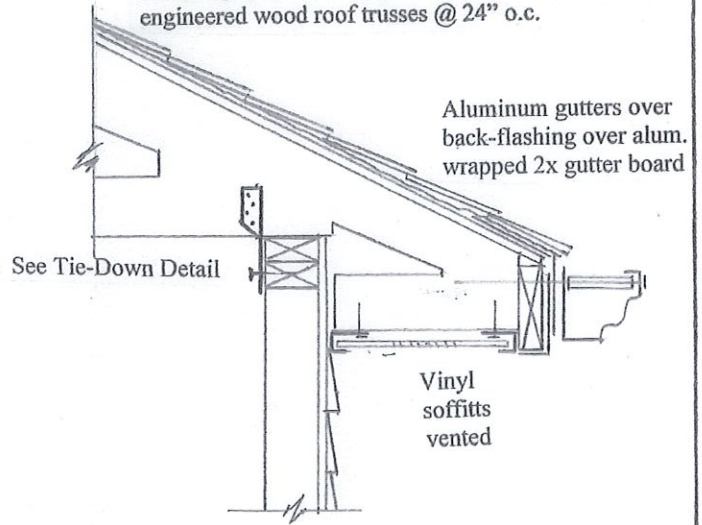 engineered wood roof trusses @ 24” o.c.
Aluminum gutters over
back-flashing over alum.
wrapped 2x gutter board
See Tie-Down Detail
Vinyl
soffitts
vented